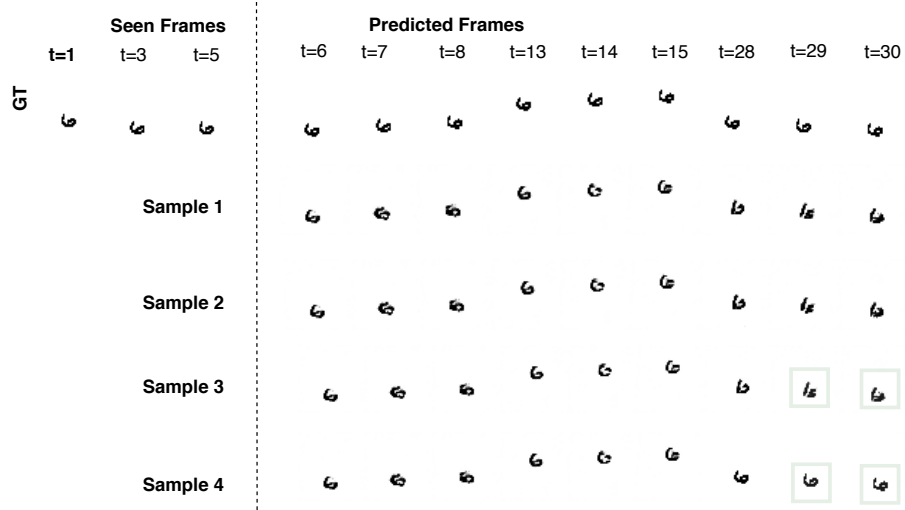 Seen Frames Predicted Frames
t=1 t=3 t=5 t=6 t=7 t=8 t=13 t=14 t=15 t=28 t=29 t=30
GT
Sample 1
Sample 2
Sample 3
Sample 4